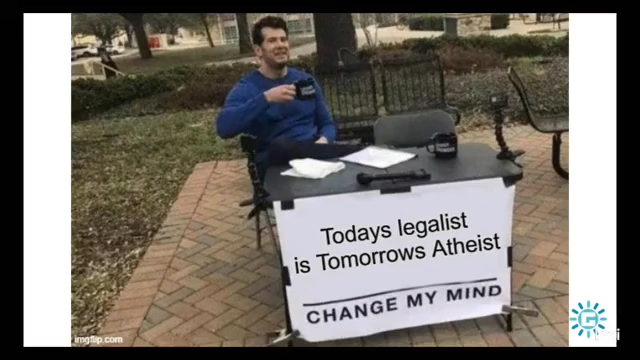 Todays legalist
is Tomorrows Atheist
CHANGE MY MIND
imgflip.com
G